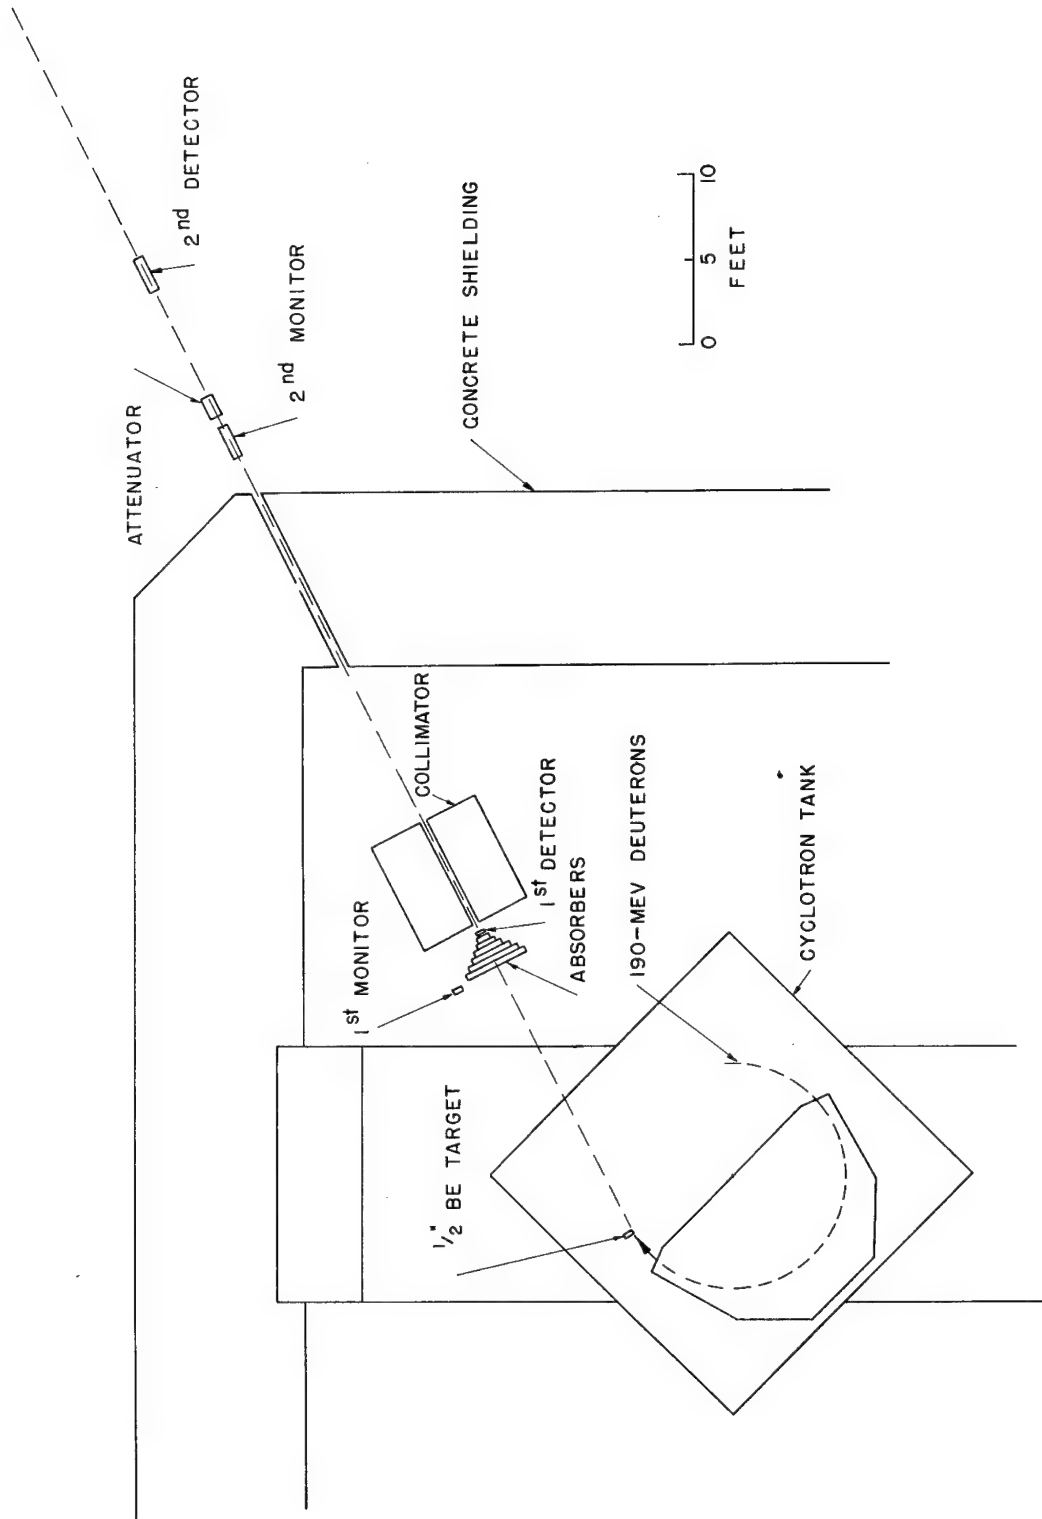 2nd DETECTOR
ATTENUATOR
2nd MONITOR
CONCRETE SHIELDING
0 5 10
FEET
COLLIMATOR
1st MONITOR
1st DETECTOR
ABSORBERS
190-MEV DEUTERONS
CYCLOTRON TANK
1/2" BE TARGET